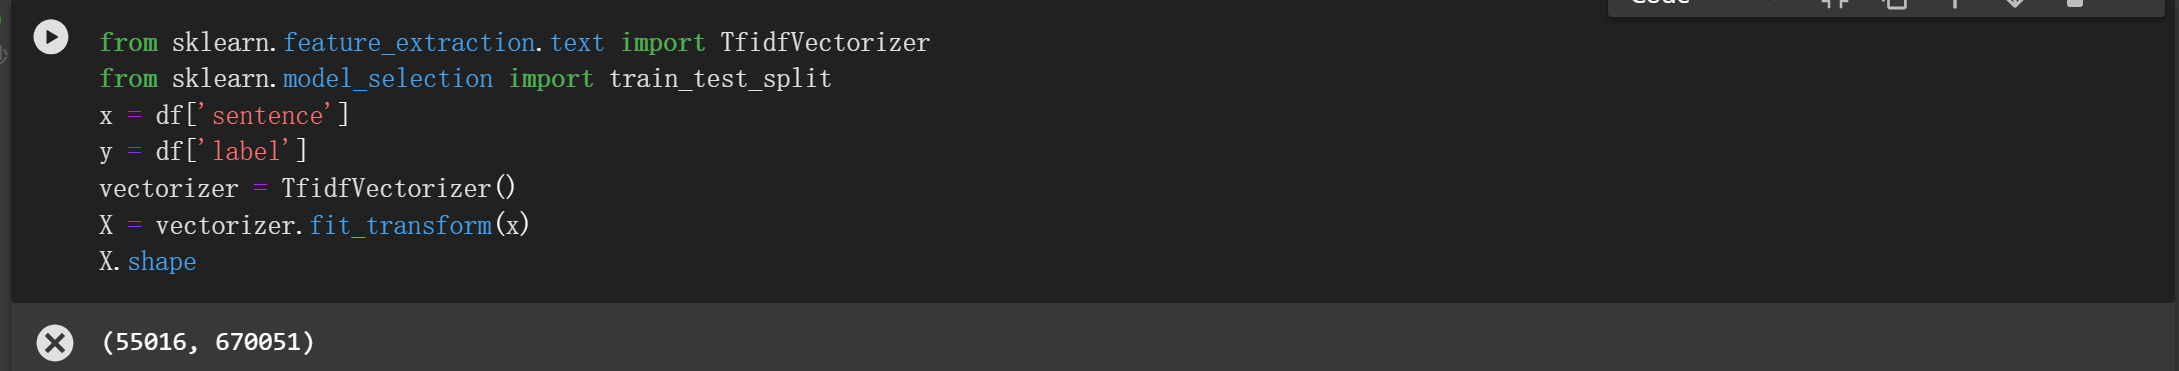 from sklearn.feature_extraction.text import TfidfVectorizer
from sklearn.model_selection import train_test_split
x = df['sentence']
y = df['label']
vectorizer = TfidfVectorizer()
X = vectorizer.fit_transform(x)
X.shape
(55016, 670051)